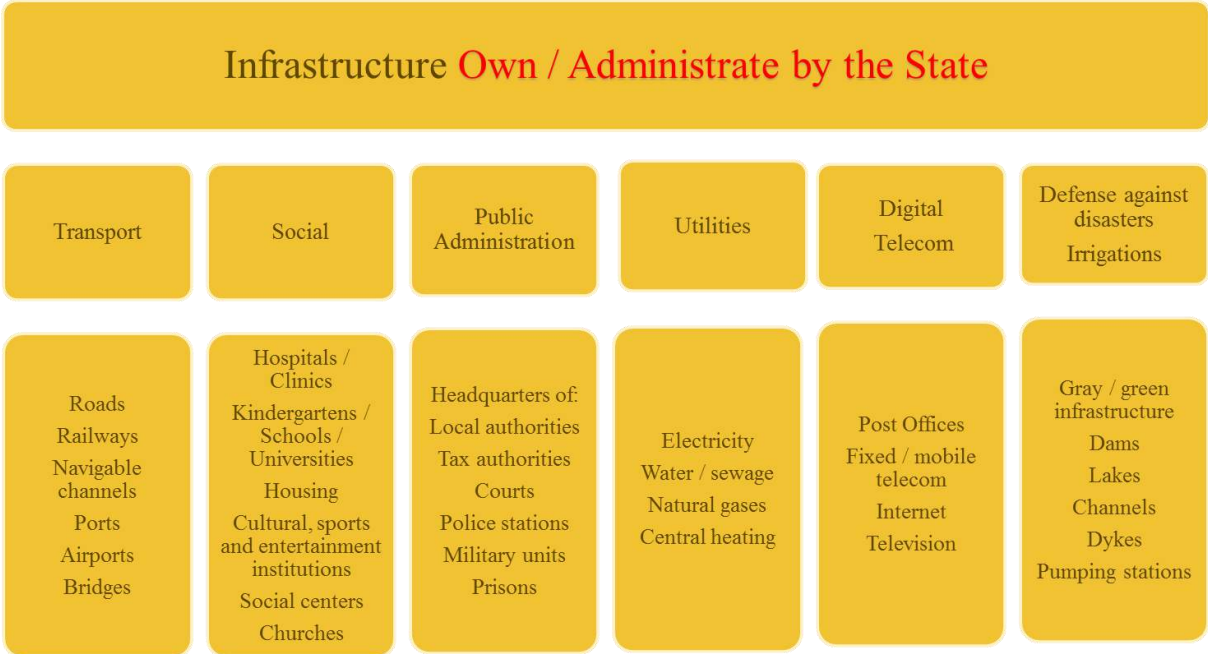 Infrastructure Own / Administrate by the State
Transport
Social
Public
Administration
Utilities
Digital
Telecom
Defense against
disasters
Irrigations
Roads
Railways
Navigable
channels
Ports
Airports
Bridges
Hospitals /
Clinics
Kindergartens /
Schools /
Universities
Housing
Cultural, sports
and entertainment
institutions
Social centers
Churches
Headquarters of:
Local authorities
Tax authorities
Courts
Police stations
Military units
Prisons
Electricity
Water / sewage
Natural gases
Central heating
Post Offices
Fixed / mobile
telecom
Internet
Television
Gray / green
infrastructure
Dams
Lakes
Channels
Dykes
Pumping stations